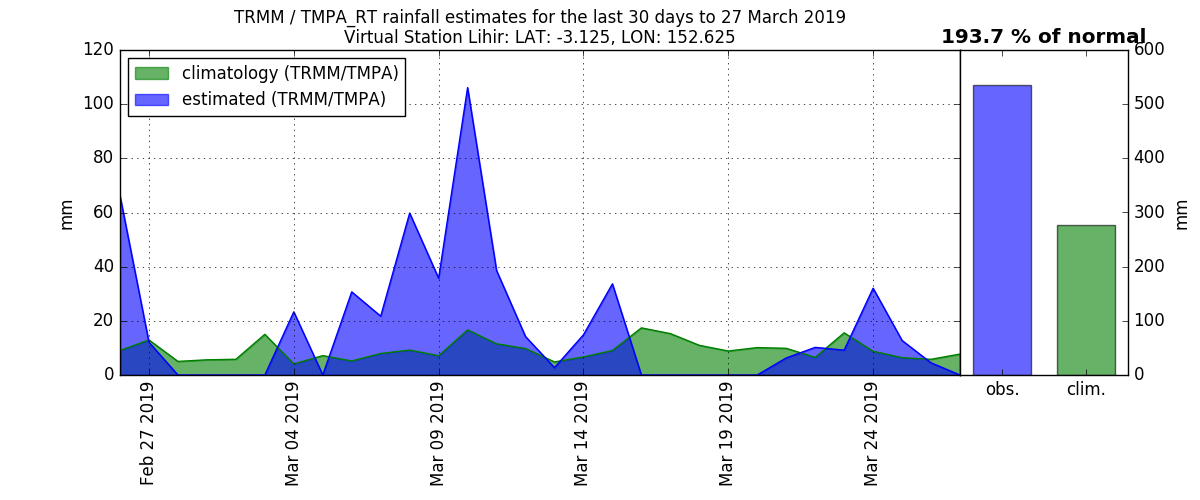 TRMM / TMPA_RT rainfall estimates for the last 30 days to 27 March 2019
Virtual Station Lihir: LAT: -3.125, LON: 152.625
193.7 % of normal
climatology (TRMM/TMPA)
estimated (TRMM/TMPA)
mm
120
100
80
60
40
20
0
Feb 27 2019
Mar 04 2019
Mar 09 2019
Mar 14 2019
Mar 19 2019
Mar 24 2019
obs.
clim.
600
500
400
300
200
100
0
mm